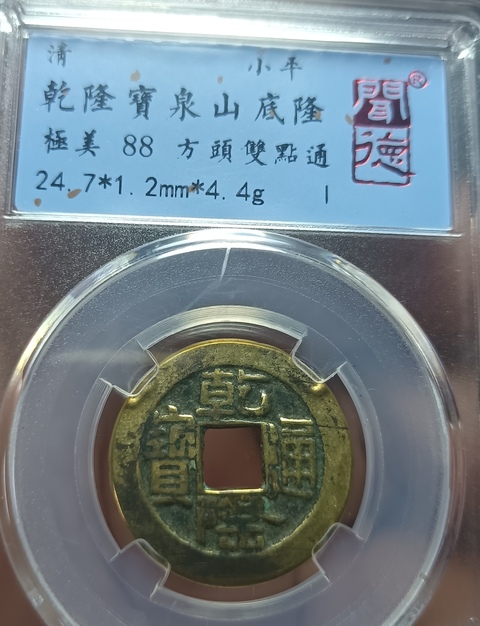 清 小平
乾隆寶泉山底隆
極美 88 方頭雙點通
24.7*1.2mm*4.4g
聞德
®
乾隆通寶